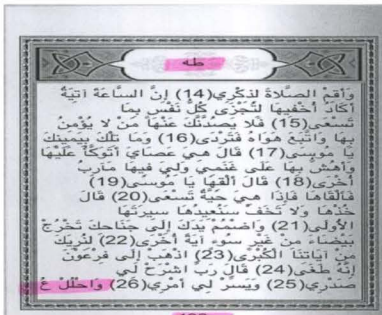 طه
وَأَقِمْ الصَّلَاةَ لِذِكْرِي(14) إِنَّ السَّاعَةَ آتِيَةٌ
أَكَادُ أُخْفِيهَا لِتُجْزَى كُلُّ نَفْسٍ بِمَا
تَسْعَى(15) فَلَا يَصُدَّنَّكَ عَنْهَا مَنْ لَا يُؤْمِنُ
بِهَا وَاتَّبَعَ هَوَاهُ فَتَرْدَى(16) وَمَا تِلْكَ بِيَمِينِكَ
يَا مُوسَى(17) قَالَ هِيَ عَصَايَ أَتَوَكَّأُ عَلَيْهَا
وَأَهُشُّ بِهَا عَلَى غَنَمِي وَلِيَ فِيهَا مَآرِبُ
أُخْرَى(18) قَالَ أَلْقِهَا يَا مُوسَى(19)
فَأَلْقَاهَا فَإِذَا هِيَ حَيَّةٌ تَسْعَى(20) قَالَ
خُذْهَا وَلَا تَخَفْ سَنُعِيدُهَا سِيرَتَهَا
الْأُولَى(21) وَاضْمُمْ يَدَكَ إِلَى جَنَاحِكَ تَخْرُجْ
بَيْضَاءَ مِنْ غَيْرِ سُوءٍ آيَةً أُخْرَى(22) لِنُرِيَكَ
مِنْ آيَاتِنَا الْكُبْرَى(23) اذْهَبْ إِلَى فِرْعَوْنَ
إِنَّهُ طَغَى(24) قَالَ رَبِّ اشْرَحْ لِي
صَدْرِي(25) وَيَسِّرْ لِي أَمْرِي(26) وَاحْلُلْ عُ